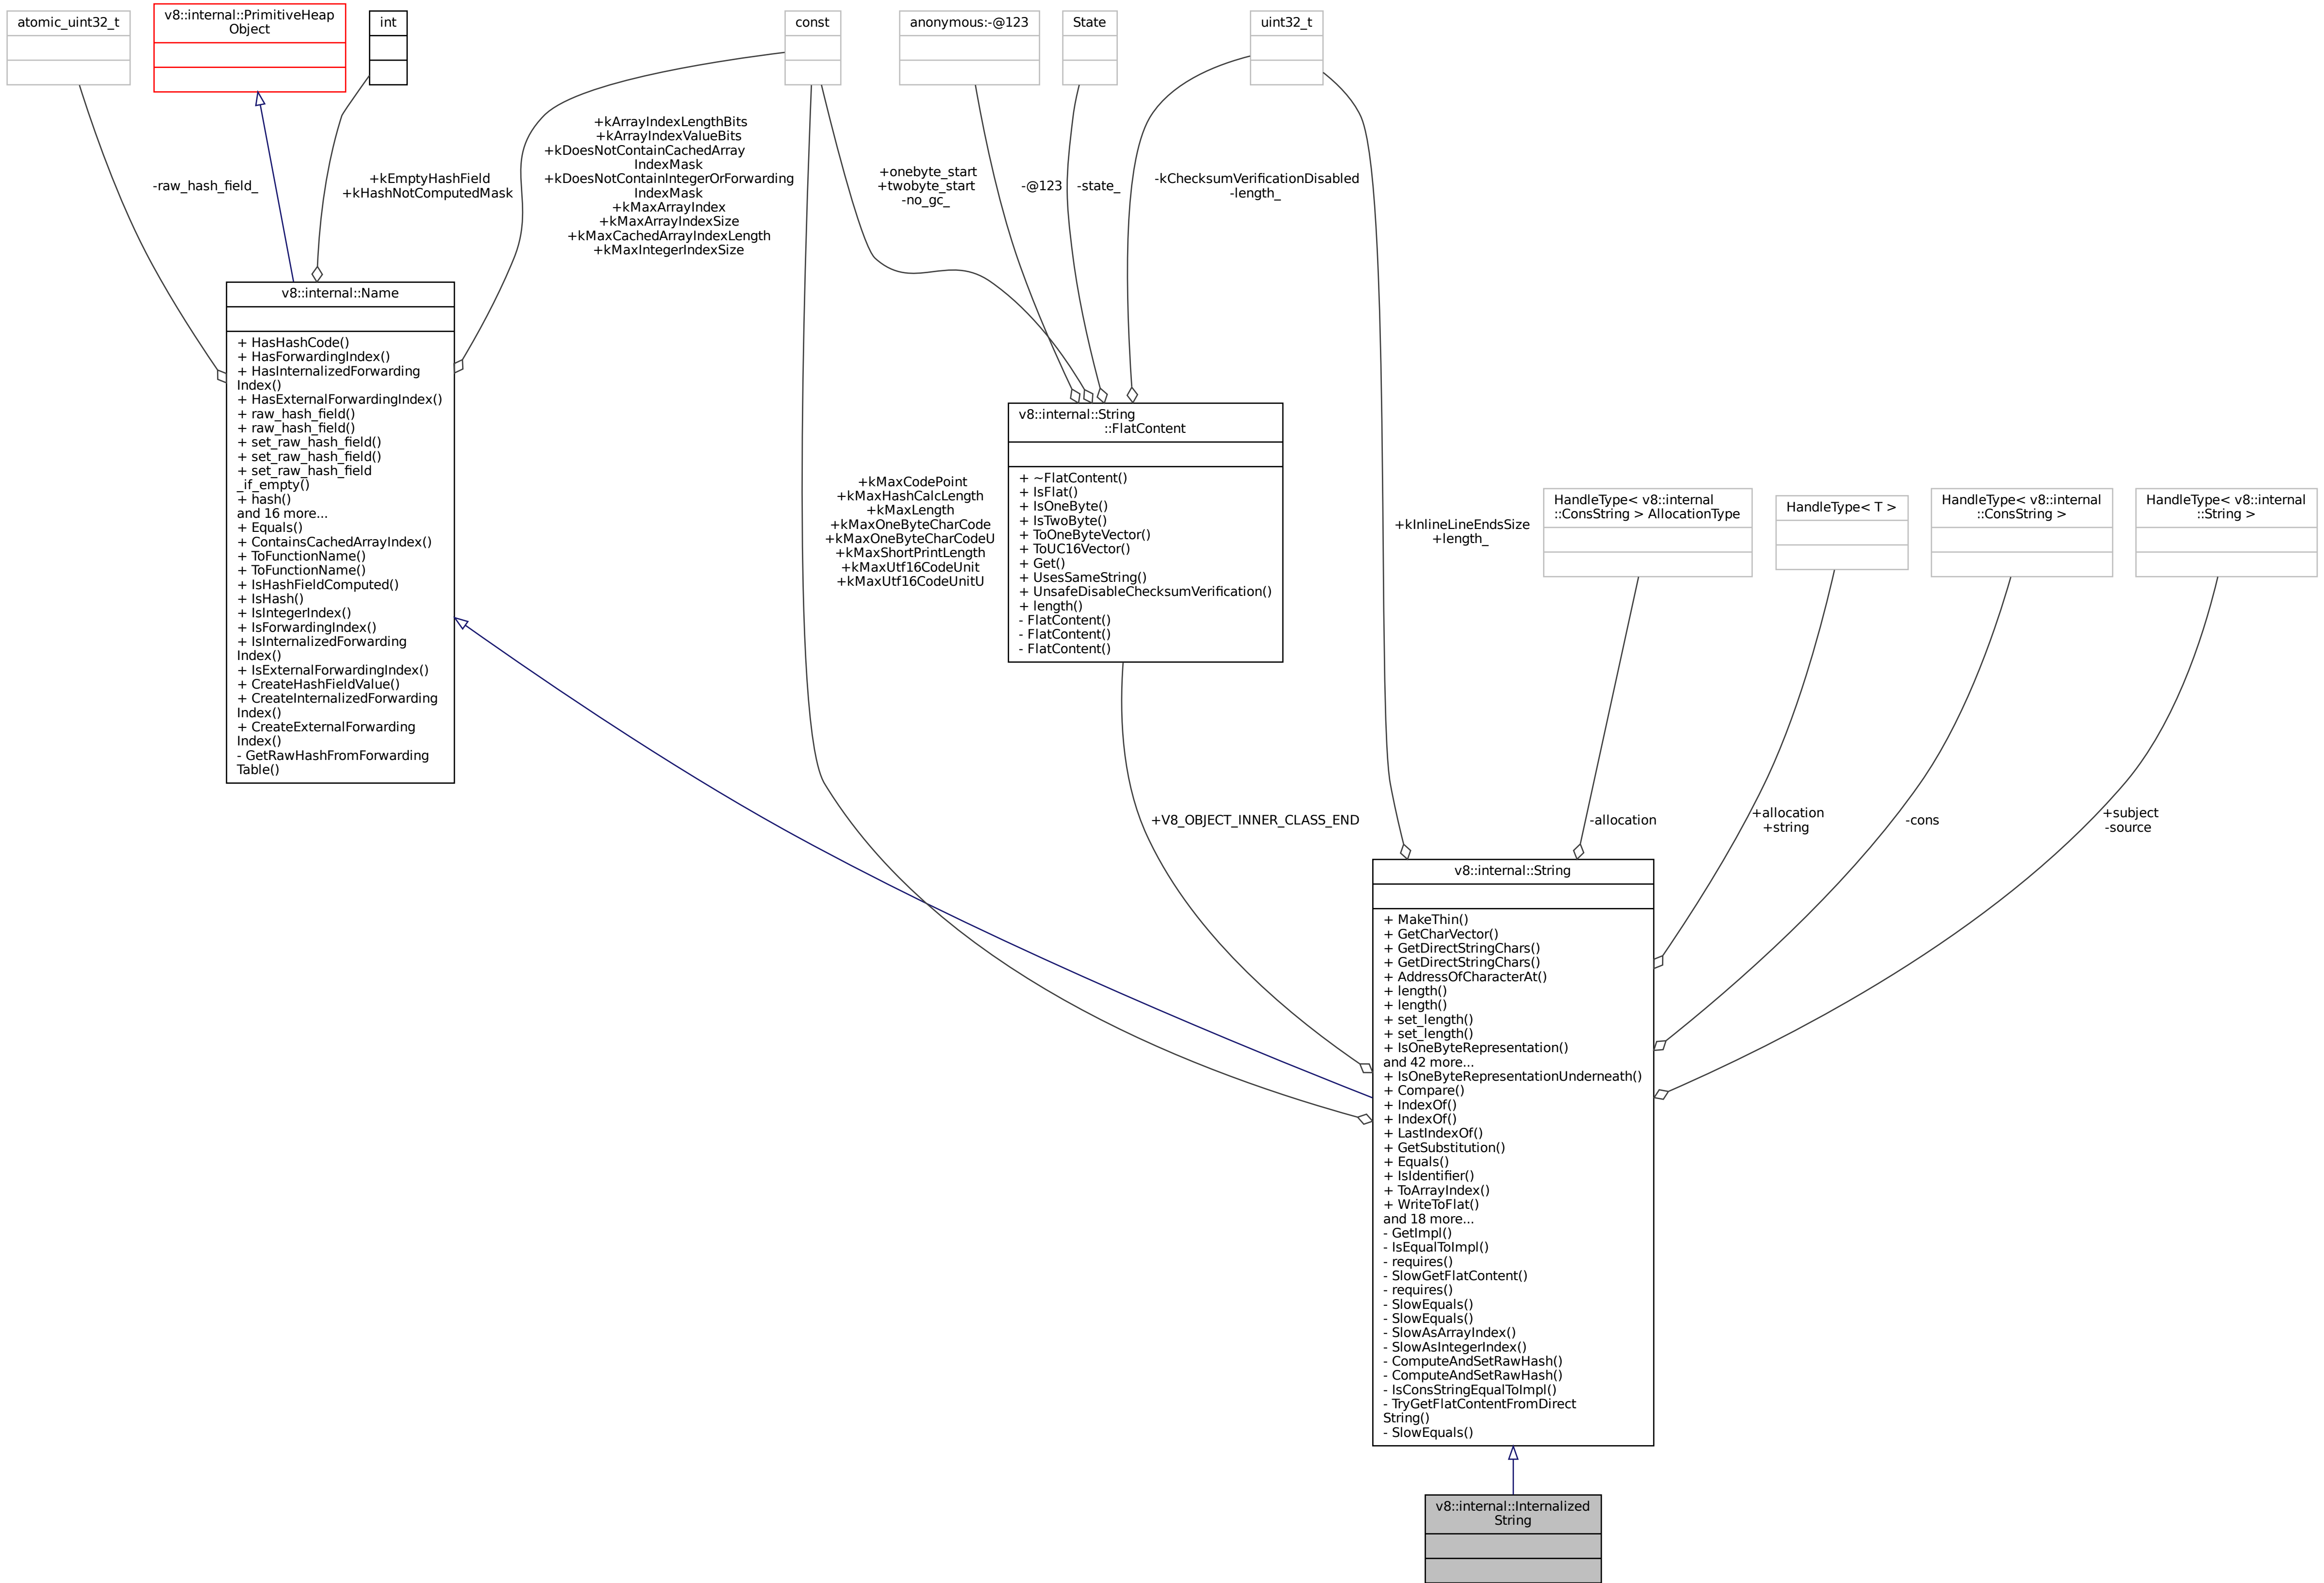 atomic_uint32_t
v8::internal::PrimitiveHeap
Object
int
const
anonymous:-@123
State
uint32_t
+kArrayIndexLengthBits
+kArrayIndexValueBits
+kDoesNotContainCachedArray
IndexMask
+kDoesNotContainIntegerOrForwarding
IndexMask
+kMaxArrayIndex
+kMaxArrayIndexSize
+kMaxCachedArrayIndexLength
+kMaxIntegerIndexSize
-raw_hash_field_
+kEmptyHashField
+kHashNotComputedMask
+onebyte_start
+twobyte_start
-no_gc_
-@123
-state_
-kChecksumVerificationDisabled
-length_
v8::internal::Name
+ HasHashCode()
+ HasForwardingIndex()
+ HasInternalizedForwarding
Index()
+ HasExternalForwardingIndex()
+ raw_hash_field()
+ raw_hash_field()
+ set_raw_hash_field()
+ set_raw_hash_field()
+ set_raw_hash_field
_if_empty()
+ hash()
and 16 more...
+ Equals()
+ ContainsCachedArrayIndex()
+ ToFunctionName()
+ ToFunctionName()
+ IsHashFieldComputed()
+ IsHash()
+ IsIntegerIndex()
+ IsForwardingIndex()
+ IsInternalizedForwarding
Index()
+ IsExternalForwardingIndex()
+ CreateHashFieldValue()
+ CreateInternalizedForwarding
Index()
+ CreateExternalForwarding
Index()
- GetRawHashFromForwarding
Table()
v8::internal::String
::FlatContent
+ ~FlatContent()
+ IsFlat()
+ IsOneByte()
+ IsTwoByte()
+ ToOneByteVector()
+ ToUC16Vector()
+ Get()
+ UsesSameString()
+ UnsafeDisableChecksumVerification()
+ length()
- FlatContent()
- FlatContent()
- FlatContent()
+kMaxCodePoint
+kMaxHashCalcLength
+kMaxLength
+kMaxOneByteCharCode
+kMaxOneByteCharCodeU
+kMaxShortPrintLength
+kMaxUtf16CodeUnit
+kMaxUtf16CodeUnitU
+kInlineLineEndsSize
+length_
HandleType< v8::internal
::ConsString > AllocationType
HandleType< T >
HandleType< v8::internal
::ConsString >
HandleType< v8::internal
::String >
+V8_OBJECT_INNER_CLASS_END
-allocation
+allocation
+string
-cons
+subject
-source
v8::internal::String
+ MakeThin()
+ GetCharVector()
+ GetDirectStringChars()
+ GetDirectStringChars()
+ AddressOfCharacterAt()
+ length()
+ length()
+ set_length()
+ set_length()
+ IsOneByteRepresentation()
and 42 more...
+ IsOneByteRepresentationUnderneath()
+ Compare()
+ IndexOf()
+ IndexOf()
+ LastIndexOf()
+ GetSubstitution()
+ Equals()
+ IsIdentifier()
+ ToArrayIndex()
+ WriteToFlat()
and 18 more...
- GetImpl()
- IsEqualToImpl()
- requires()
- SlowGetFlatContent()
- requires()
- SlowEquals()
- SlowEquals()
- SlowAsArrayIndex()
- SlowAsIntegerIndex()
- ComputeAndSetRawHash()
- ComputeAndSetRawHash()
- IsConsStringEqualToImpl()
- TryGetFlatContentFromDirect
String()
- SlowEquals()
v8::internal::Internalized
String